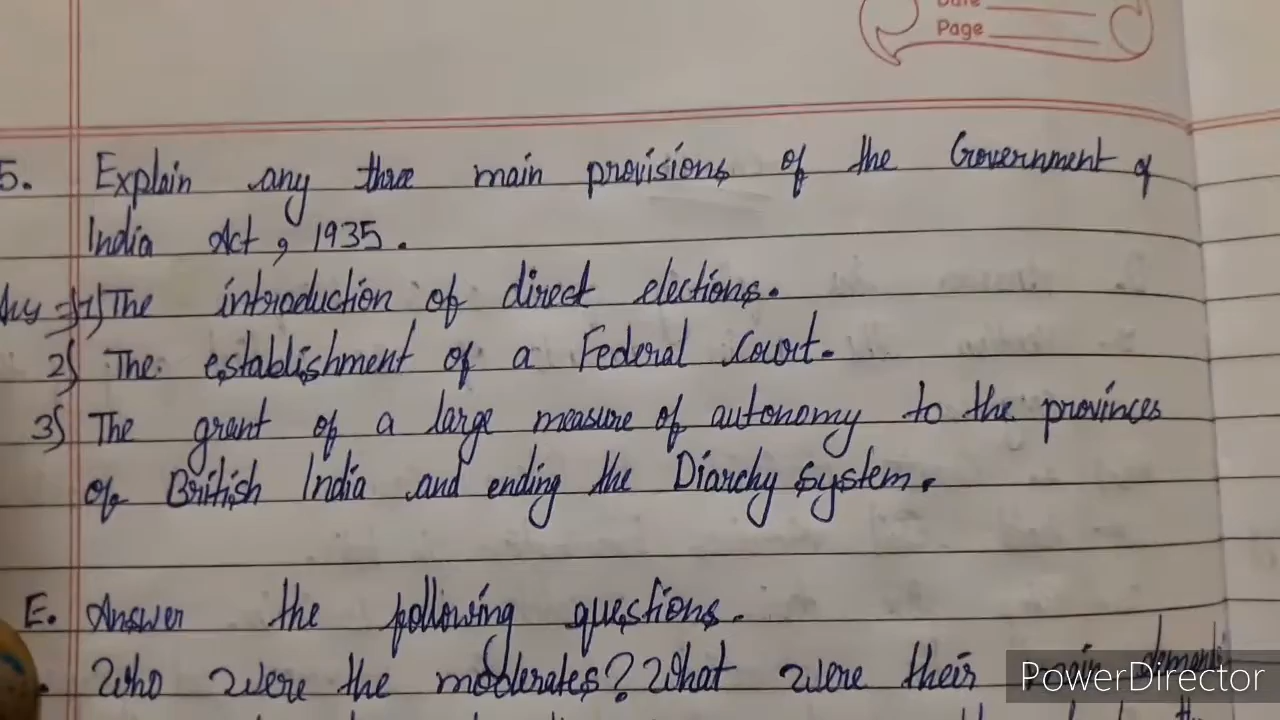 Date
Page
5. Explain any three main provisions of the Government of
India Act, 1935.
Ans ⇒ 1) The introduction of direct elections.
2) The establishment of a Federal Court.
3) The grant of a large measure of autonomy to the provinces
of British India and ending the Diarchy system.
E. Answer the following questions.
Who were the moderates? What were their main demands
PowerDirector